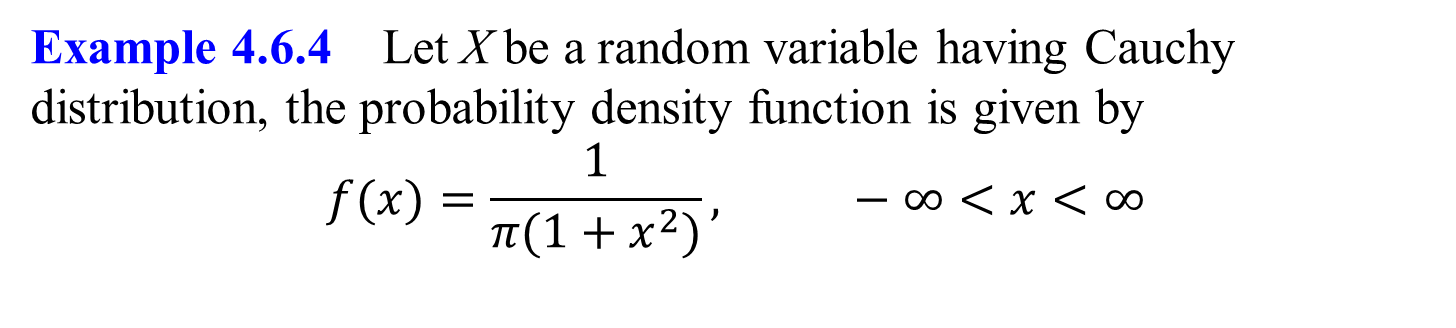 Example 4.6.4 Let X be a random variable having Cauchy
distribution, the probability density function is given by
f(x) = 1/(π(1 + x²)), − ∞ < x < ∞